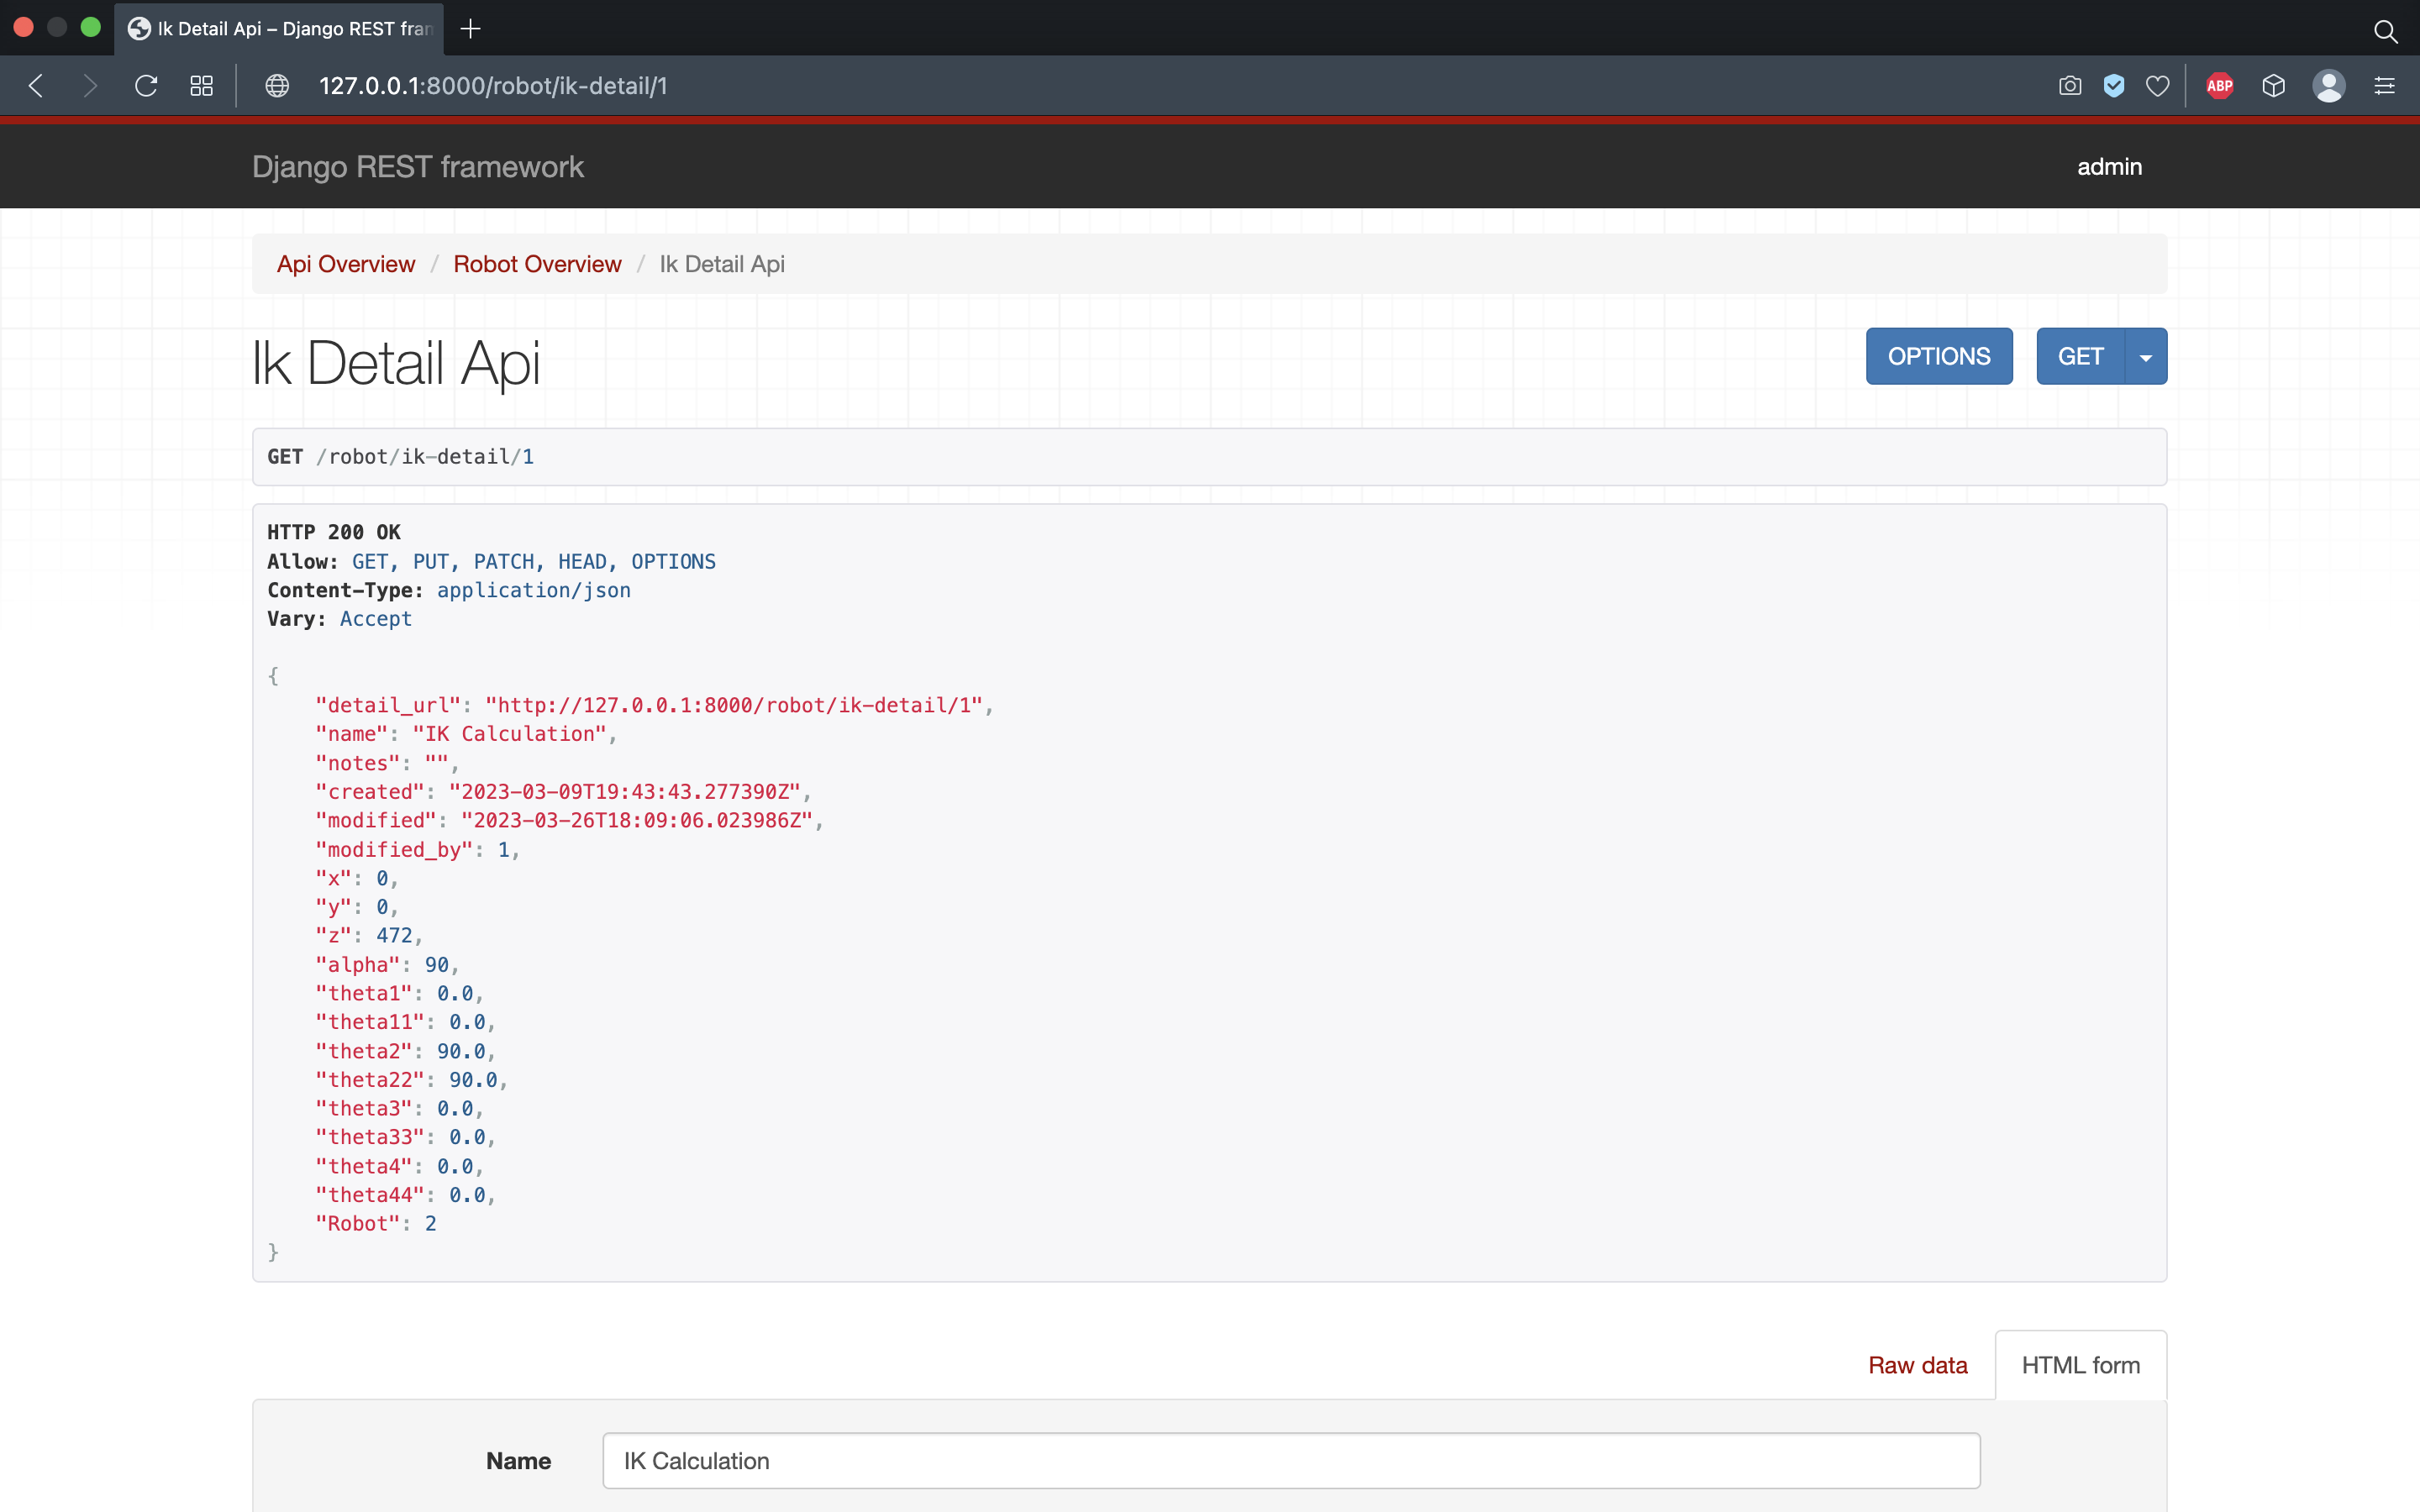 Ik Detail Api – Django REST fran
127.0.0.1:8000/robot/ik-detail/1
ABP
Django REST framework
admin
Api Overview / Robot Overview / Ik Detail Api
Ik Detail Api
OPTIONS
GET
GET /robot/ik-detail/1
HTTP 200 OK
Allow: GET, PUT, PATCH, HEAD, OPTIONS
Content-Type: application/json
Vary: Accept
{
"detail_url": "http://127.0.0.1:8000/robot/ik-detail/1",
"name": "IK Calculation",
"notes": "",
"created": "2023-03-09T19:43:43.277390Z",
"modified": "2023-03-26T18:09:06.023986Z",
"modified_by": 1,
"x": 0,
"y": 0,
"z": 472,
"alpha": 90,
"theta1": 0.0,
"theta11": 0.0,
"theta2": 90.0,
"theta22": 90.0,
"theta3": 0.0,
"theta33": 0.0,
"theta4": 0.0,
"theta44": 0.0,
"Robot": 2
}
Raw data
HTML form
Name
IK Calculation